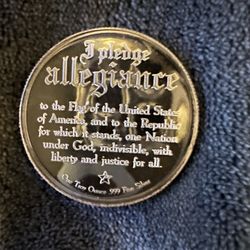 I pledge
allegiance
to the Flag of the United States
of America, and to the Republic
for which it stands, one Nation
under God, indivisible, with
liberty and justice for all.
One Troy Ounce .999 Fine Silver